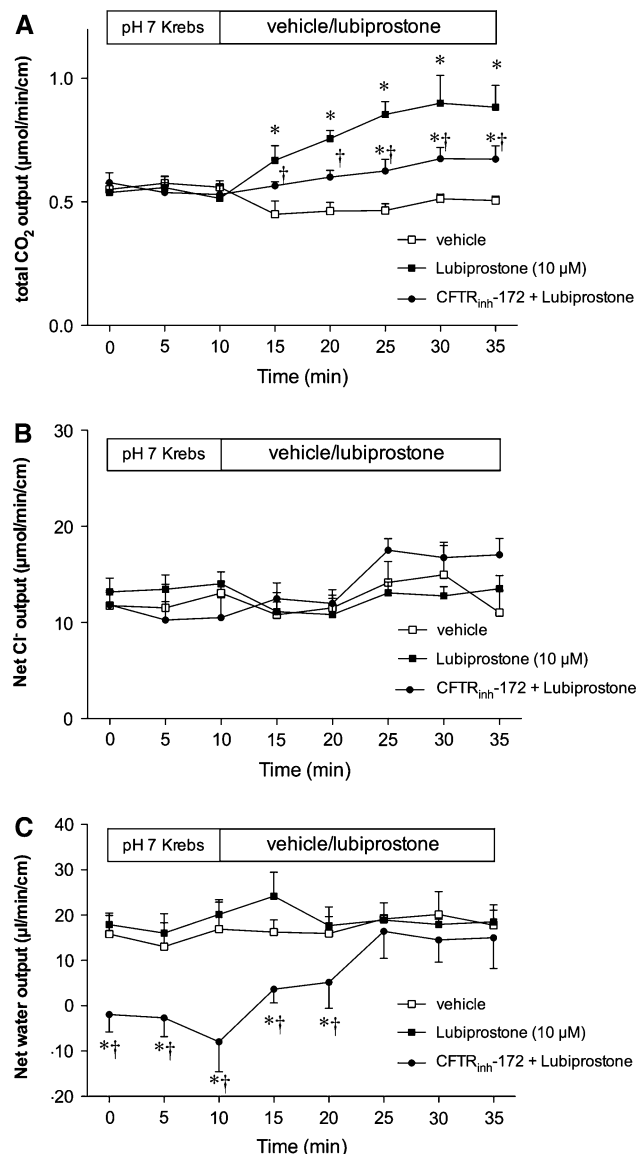 A
pH 7 Krebs
vehicle/lubiprostone
total CO2 output (µmol/min/cm)
1.0
0.5
0.0
*
*
*
*
*
†
†
*†
*†
*†
vehicle
Lubiprostone (10 µM)
CFTRinh-172 + Lubiprostone
0 5 10 15 20 25 30 35
Time (min)
B
pH 7 Krebs
vehicle/lubiprostone
Net Cl- output (µmol/min/cm)
30
20
10
0
vehicle
Lubiprostone (10 µM)
CFTRinh-172 + Lubiprostone
0 5 10 15 20 25 30 35
Time (min)
C
pH 7 Krebs
vehicle/lubiprostone
Net water output (µl/min/cm)
40
30
20
10
0
-10
-20
*†
*†
*†
*†
*†
vehicle
Lubiprostone (10 µM)
CFTRinh-172 + Lubiprostone
0 5 10 15 20 25 30 35
Time (min)